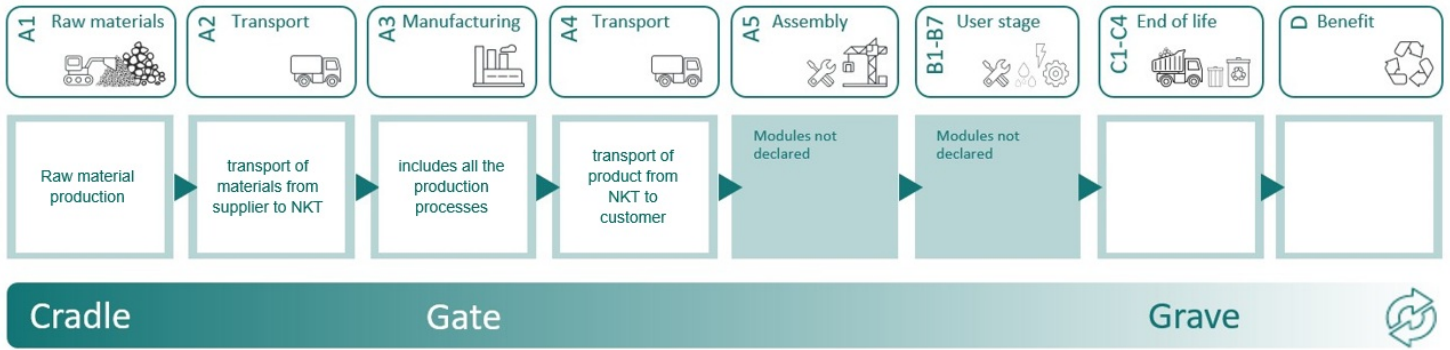 A1 Raw materials
A2 Transport
A3 Manufacturing
A4 Transport
A5 Assembly
B1-B7 User stage
C1-C4 End of life
D Benefit
Raw material
production
transport of
materials from
supplier to NKT
includes all the
production
processes
transport of
product from
NKT to
customer
Modules not
declared
Modules not
declared
Cradle
Gate
Grave